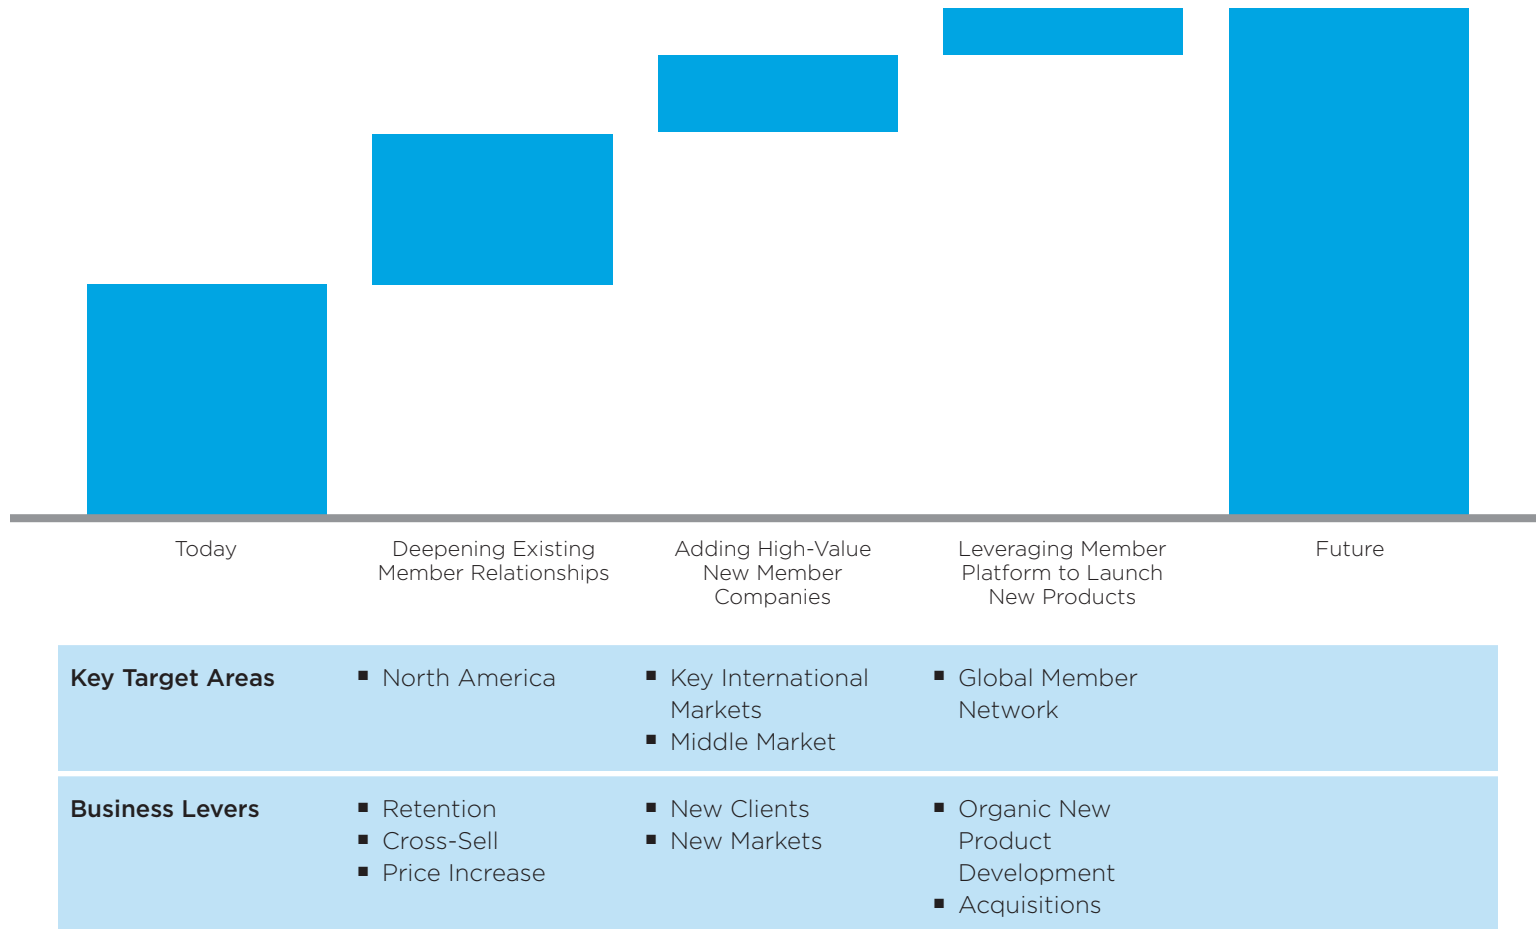 Today
Deepening Existing
Member Relationships
Adding High-Value
New Member
Companies
Leveraging Member
Platform to Launch
New Products
Future
Key Target Areas
▪ North America
▪ Key International
Markets
▪ Middle Market
▪ Global Member
Network
Business Levers
▪ Retention
▪ Cross-Sell
▪ Price Increase
▪ New Clients
▪ New Markets
▪ Organic New
Product
Development
▪ Acquisitions